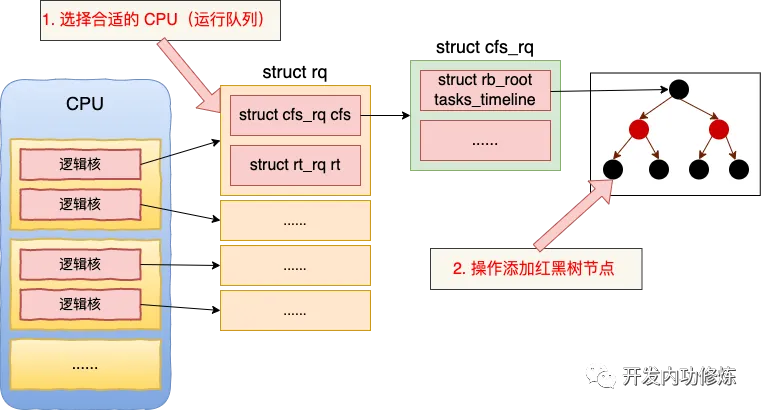 1. 选择合适的 CPU（运行队列）
CPU
逻辑核
逻辑核
逻辑核
逻辑核
......
struct rq
struct cfs_rq cfs
struct rt_rq rt
......
......
......
struct cfs_rq
struct rb_root
tasks_timeline
......
2. 操作添加红黑树节点
开发内功修炼